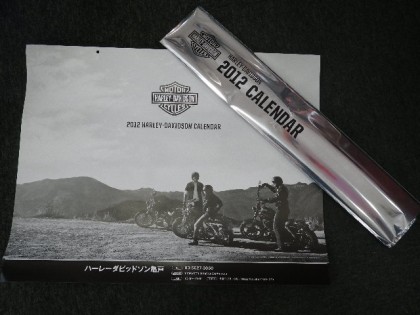 MOTOR
HARLEY-DAVIDSON
CYCLES
2012 HARLEY-DAVIDSON CALENDAR
ハーレーダビッドソン亀戸
HARLEY-DAVIDSON
2012 CALENDAR